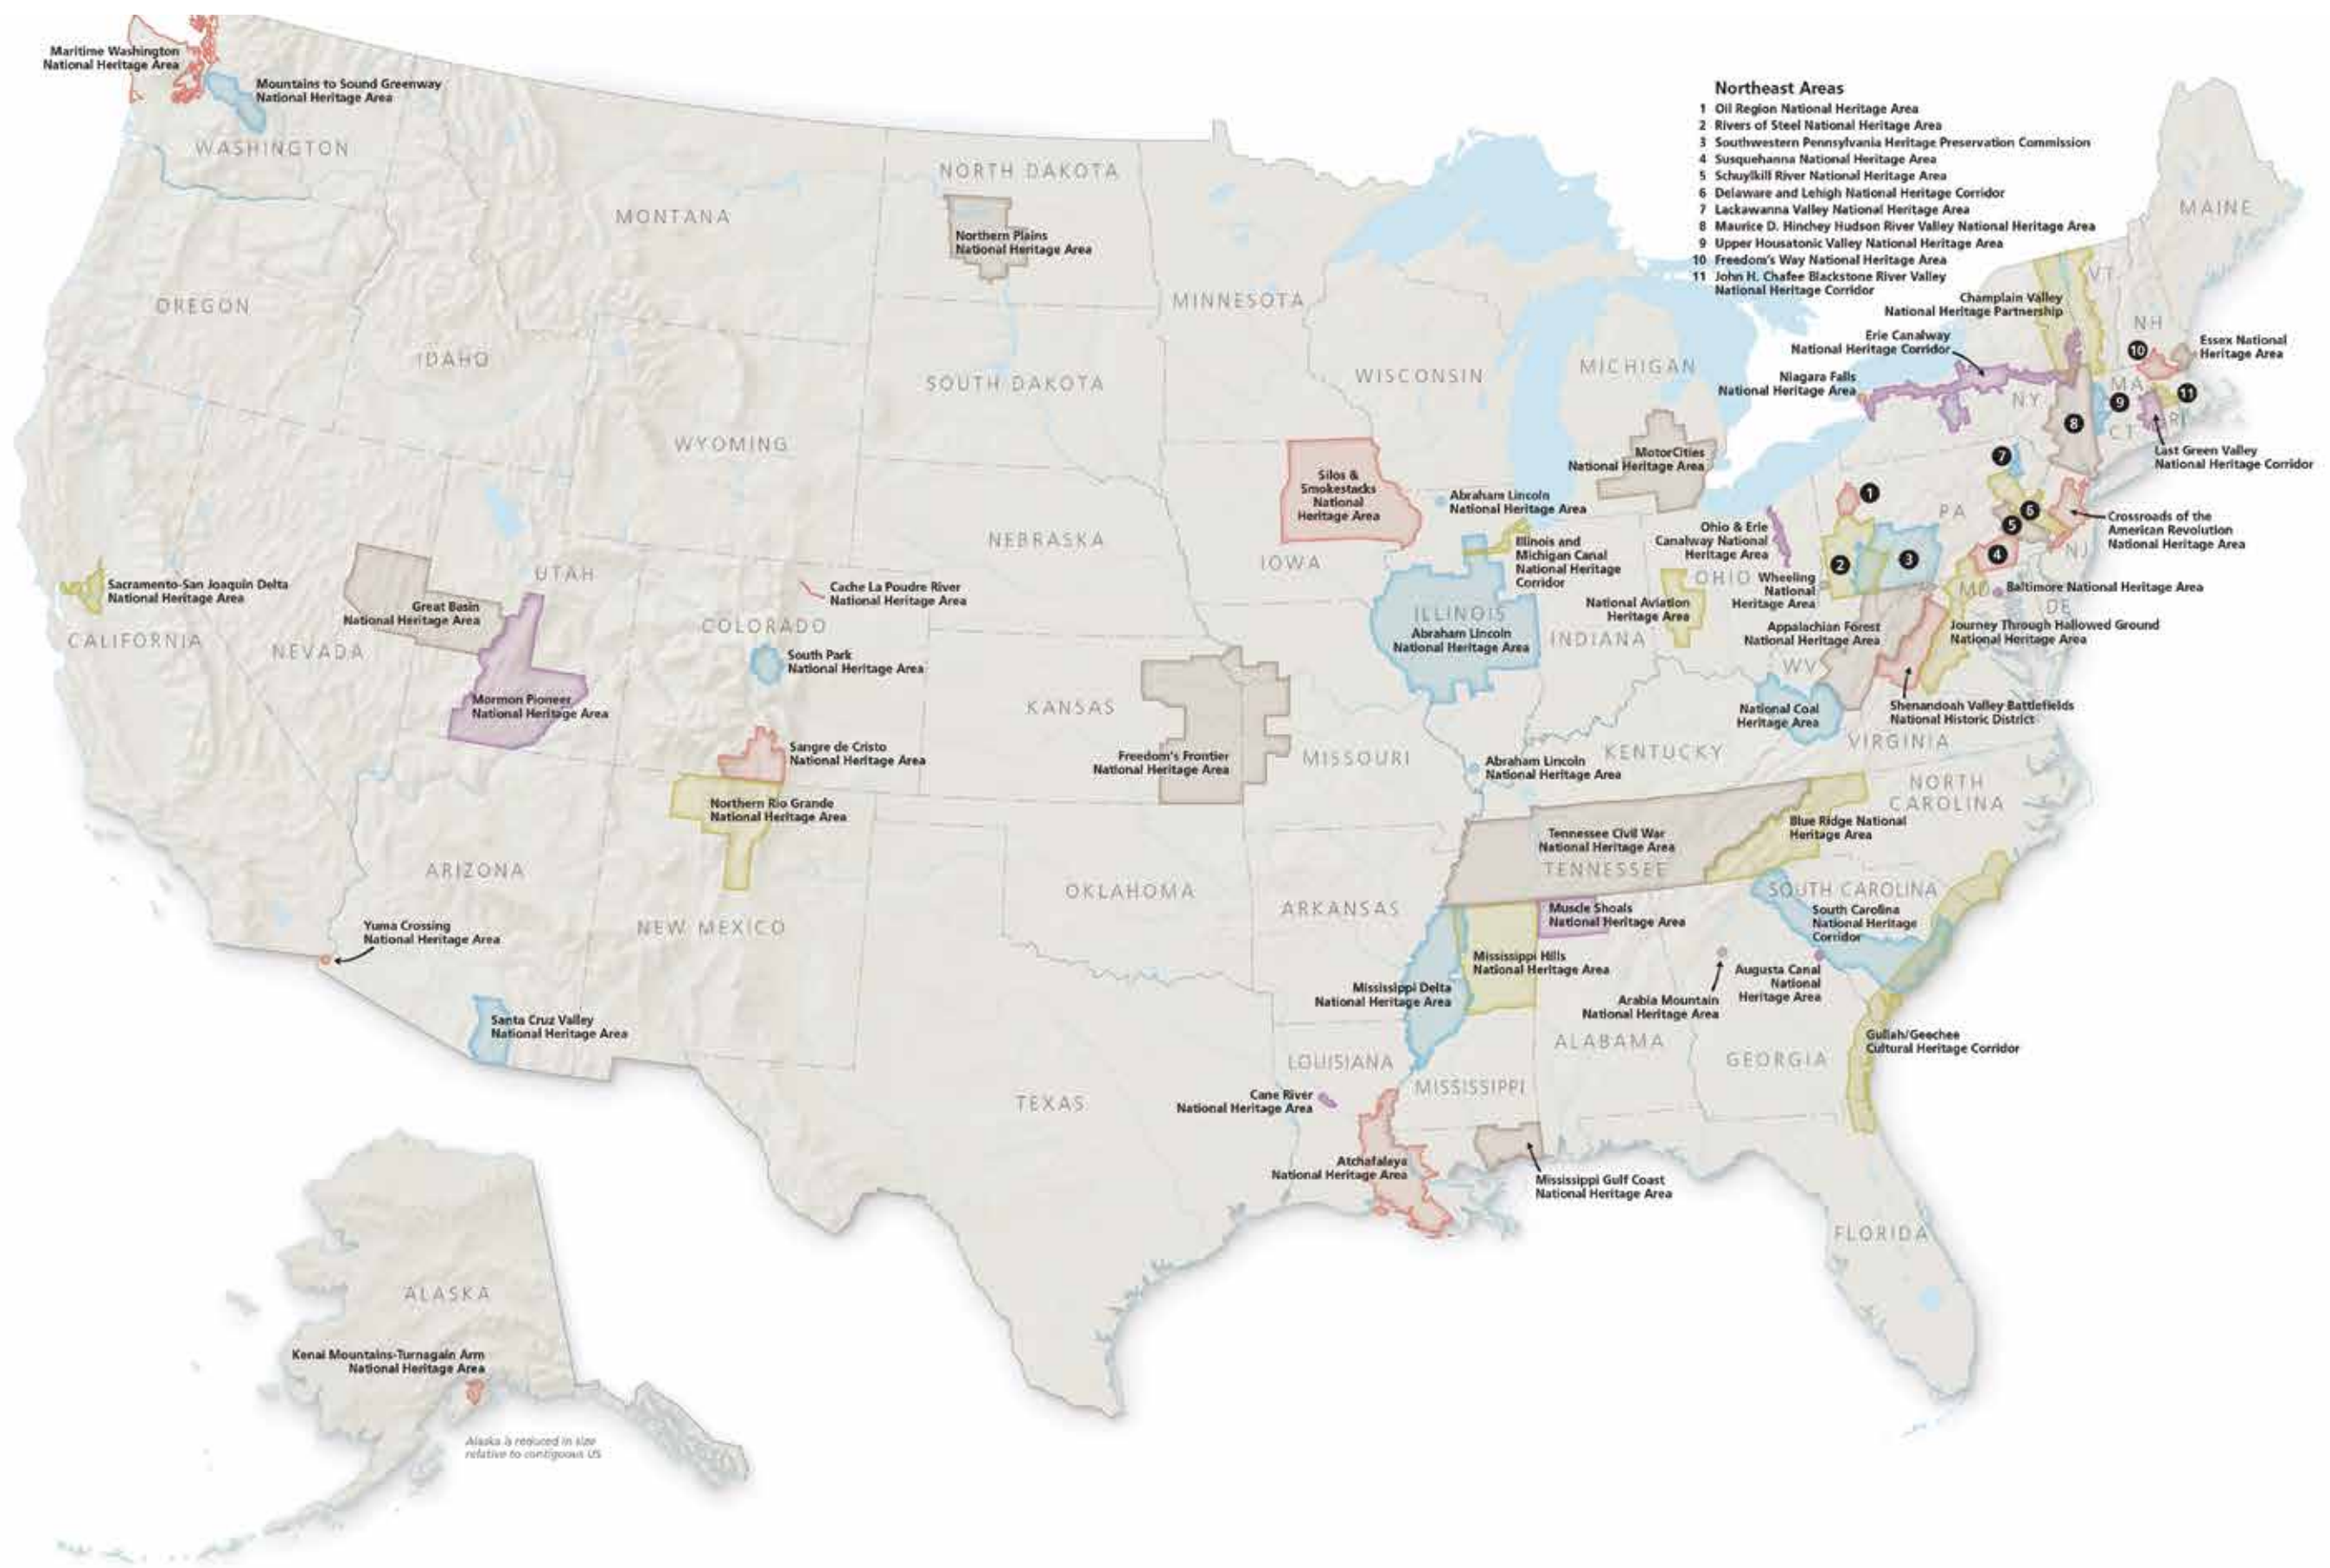 Maritime Washington
National Heritage Area
Mountains to Sound Greenway
National Heritage Area
WASHINGTON
OREGON
IDAHO
MONTANA
NORTH DAKOTA
Northern Plains
National Heritage Area
SOUTH DAKOTA
WYOMING
MINNESOTA
WISCONSIN
MICHIGAN
Northeast Areas
1 Oil Region National Heritage Area
2 Rivers of Steel National Heritage Area
3 Southwestern Pennsylvania Heritage Preservation Commission
4 Susquehanna National Heritage Area
5 Schuylkill River National Heritage Area
6 Delaware and Lehigh National Heritage Corridor
7 Lackawanna Valley National Heritage Area
8 Maurice D. Hinchey Hudson River Valley National Heritage Area
9 Upper Housatonic Valley National Heritage Area
10 Freedom's Way National Heritage Area
11 John H. Chafee Blackstone River Valley
National Heritage Corridor
MAINE
VT
NH
Champlain Valley
National Heritage Partnership
Erie Canalway
National Heritage Corridor
Niagara Falls
National Heritage Area
Essex National
Heritage Area
10
MA
11
9
NY
8
CT
RI
Last Green Valley
National Heritage Corridor
MotorCities
National Heritage Area
Silos &
Smokestacks
National
Heritage Area
IOWA
Abraham Lincoln
National Heritage Area
Illinois and
Michigan Canal
National Heritage
Corridor
ILLINOIS
Abraham Lincoln
National Heritage Area
INDIANA
Ohio & Erie
Canalway National
Heritage Area
OHIO
National Aviation
Heritage Area
Wheeling
National
Heritage Area
7
1
PA
6
5
2
3
4
Crossroads of the
American Revolution
National Heritage Area
NJ
MD
Baltimore National Heritage Area
DE
Appalachian Forest
National Heritage Area
Journey Through Hallowed Ground
National Heritage Area
WV
National Coal
Heritage Area
Shenandoah Valley Battlefields
National Historic District
VIRGINIA
NEBRASKA
Sacramento-San Joaquin Delta
National Heritage Area
CALIFORNIA
NEVADA
UTAH
Great Basin
National Heritage Area
Mormon Pioneer
National Heritage Area
Cache La Poudre River
National Heritage Area
COLORADO
South Park
National Heritage Area
Sangre de Cristo
National Heritage Area
Northern Rio Grande
National Heritage Area
KANSAS
Freedom's Frontier
National Heritage Area
MISSOURI
KENTUCKY
Abraham Lincoln
National Heritage Area
NORTH
CAROLINA
Blue Ridge National
Heritage Area
Tennessee Civil War
National Heritage Area
TENNESSEE
ARIZONA
NEW MEXICO
OKLAHOMA
ARKANSAS
Yuma Crossing
National Heritage Area
Santa Cruz Valley
National Heritage Area
SOUTH CAROLINA
South Carolina
National Heritage
Corridor
Muscle Shoals
National Heritage Area
Mississippi Hills
National Heritage Area
Mississippi Delta
National Heritage Area
Arabia Mountain
National Heritage Area
Augusta Canal
National
Heritage Area
ALABAMA
GEORGIA
Gullah/Geechee
Cultural Heritage Corridor
LOUISIANA
MISSISSIPPI
TEXAS
Cane River
National Heritage Area
Atchafalaya
National Heritage Area
Mississippi Gulf Coast
National Heritage Area
FLORIDA
ALASKA
Kenai Mountains-Turnagain Arm
National Heritage Area
Alaska is reduced in size
relative to contiguous US